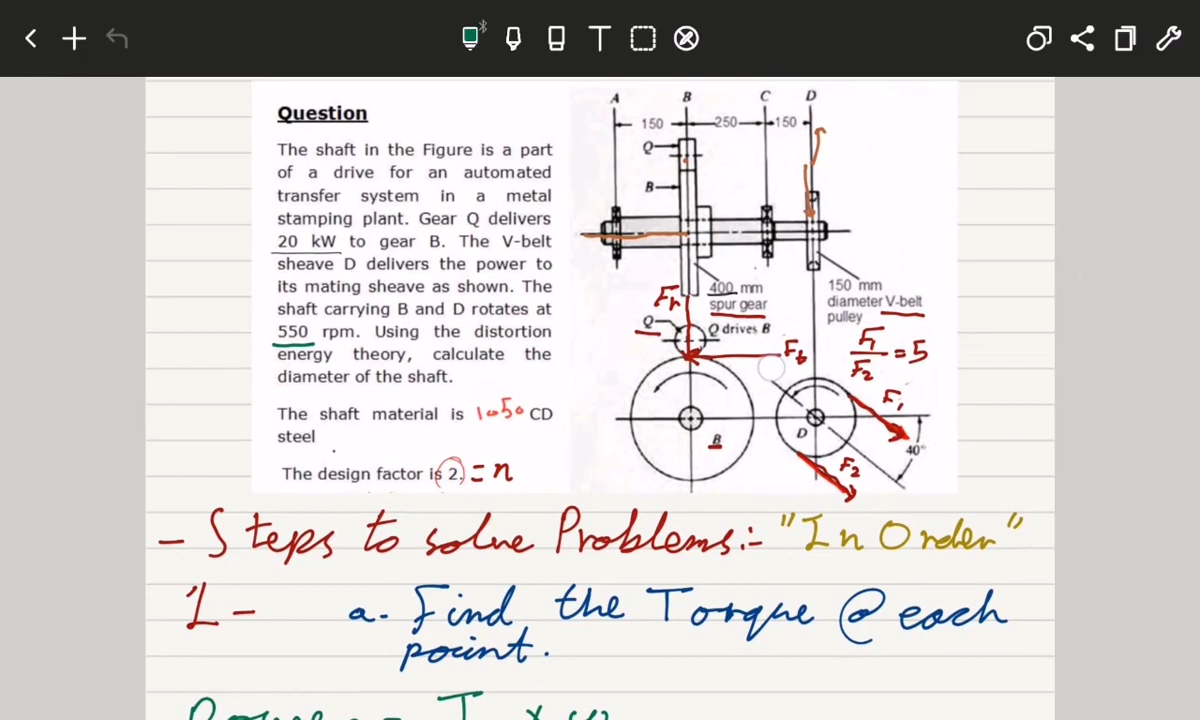 Question
The shaft in the Figure is a part
of a drive for an automated
transfer system in a metal
stamping plant. Gear Q delivers
20 kW to gear B. The V-belt
sheave D delivers the power to
its mating sheave as shown. The
shaft carrying B and D rotates at
550 rpm. Using the distortion
energy theory, calculate the
diameter of the shaft.
The shaft material is 1050 CD
steel
The design factor is 2. = n
A B C D
150 250 150
Q
B
400 mm
spur gear
150 mm
diameter V-belt
pulley
Fr
Q
Q drives B
Ft
F1/F2 = 5
F1
B
D
40°
F2
- Steps to solve Problems:- "In Order"
1- a. Find the Torque @ each
point.
Power = T * ω